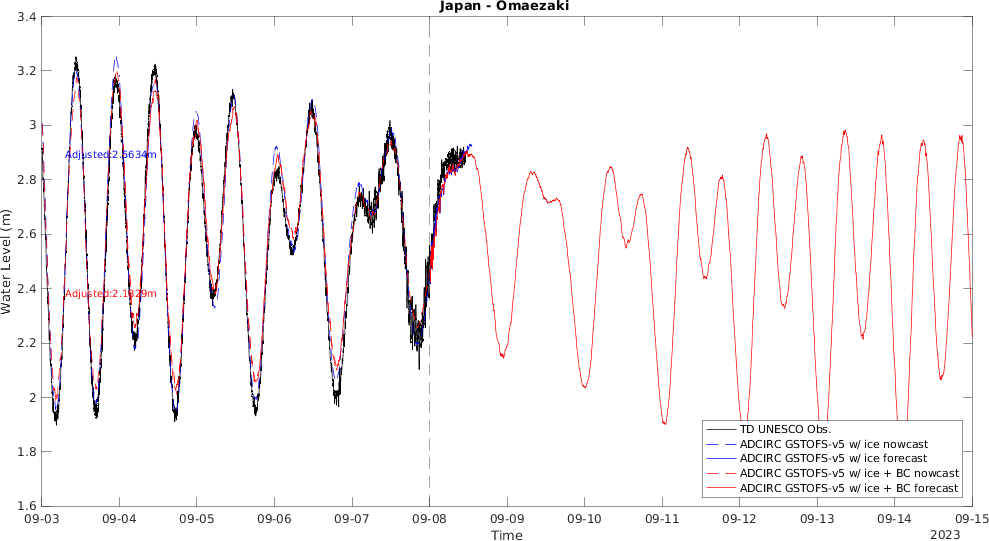 Japan - Omaezaki
3.4
3.2
3
2.8
2.6
2.4
2.2
2
1.8
1.6
Water Level (m)
Adjusted:2.5634m
Adjusted:2.1829m
TD UNESCO Obs.
ADCIRC GSTOFS-v5 w/ ice nowcast
ADCIRC GSTOFS-v5 w/ ice forecast
ADCIRC GSTOFS-v5 w/ ice + BC nowcast
ADCIRC GSTOFS-v5 w/ ice + BC forecast
09-03 09-04 09-05 09-06 09-07 09-08 09-09 09-10 09-11 09-12 09-13 09-14 09-15
Time
2023